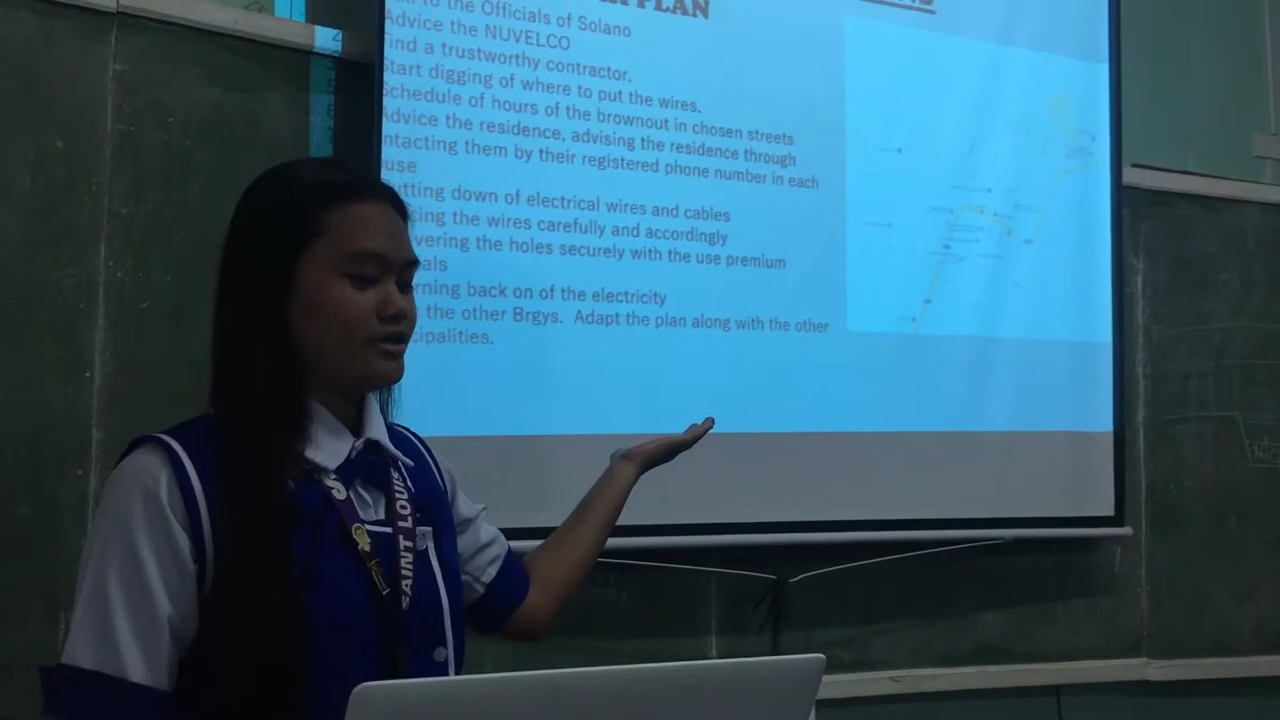 PLAN
to the Officials of Solano
Advice the NUVELCO
Find a trustworthy contractor.
Start digging of where to put the wires.
Schedule of hours of the brownout in chosen streets
Advice the residence, advising the residence through
ntacting them by their registered phone number in each
use
utting down of electrical wires and cables
cing the wires carefully and accordingly
vering the holes securely with the use premium
als
rning back on of the electricity
the other Brgys. Adapt the plan along with the other
cipalities.
SAINT LOUIS